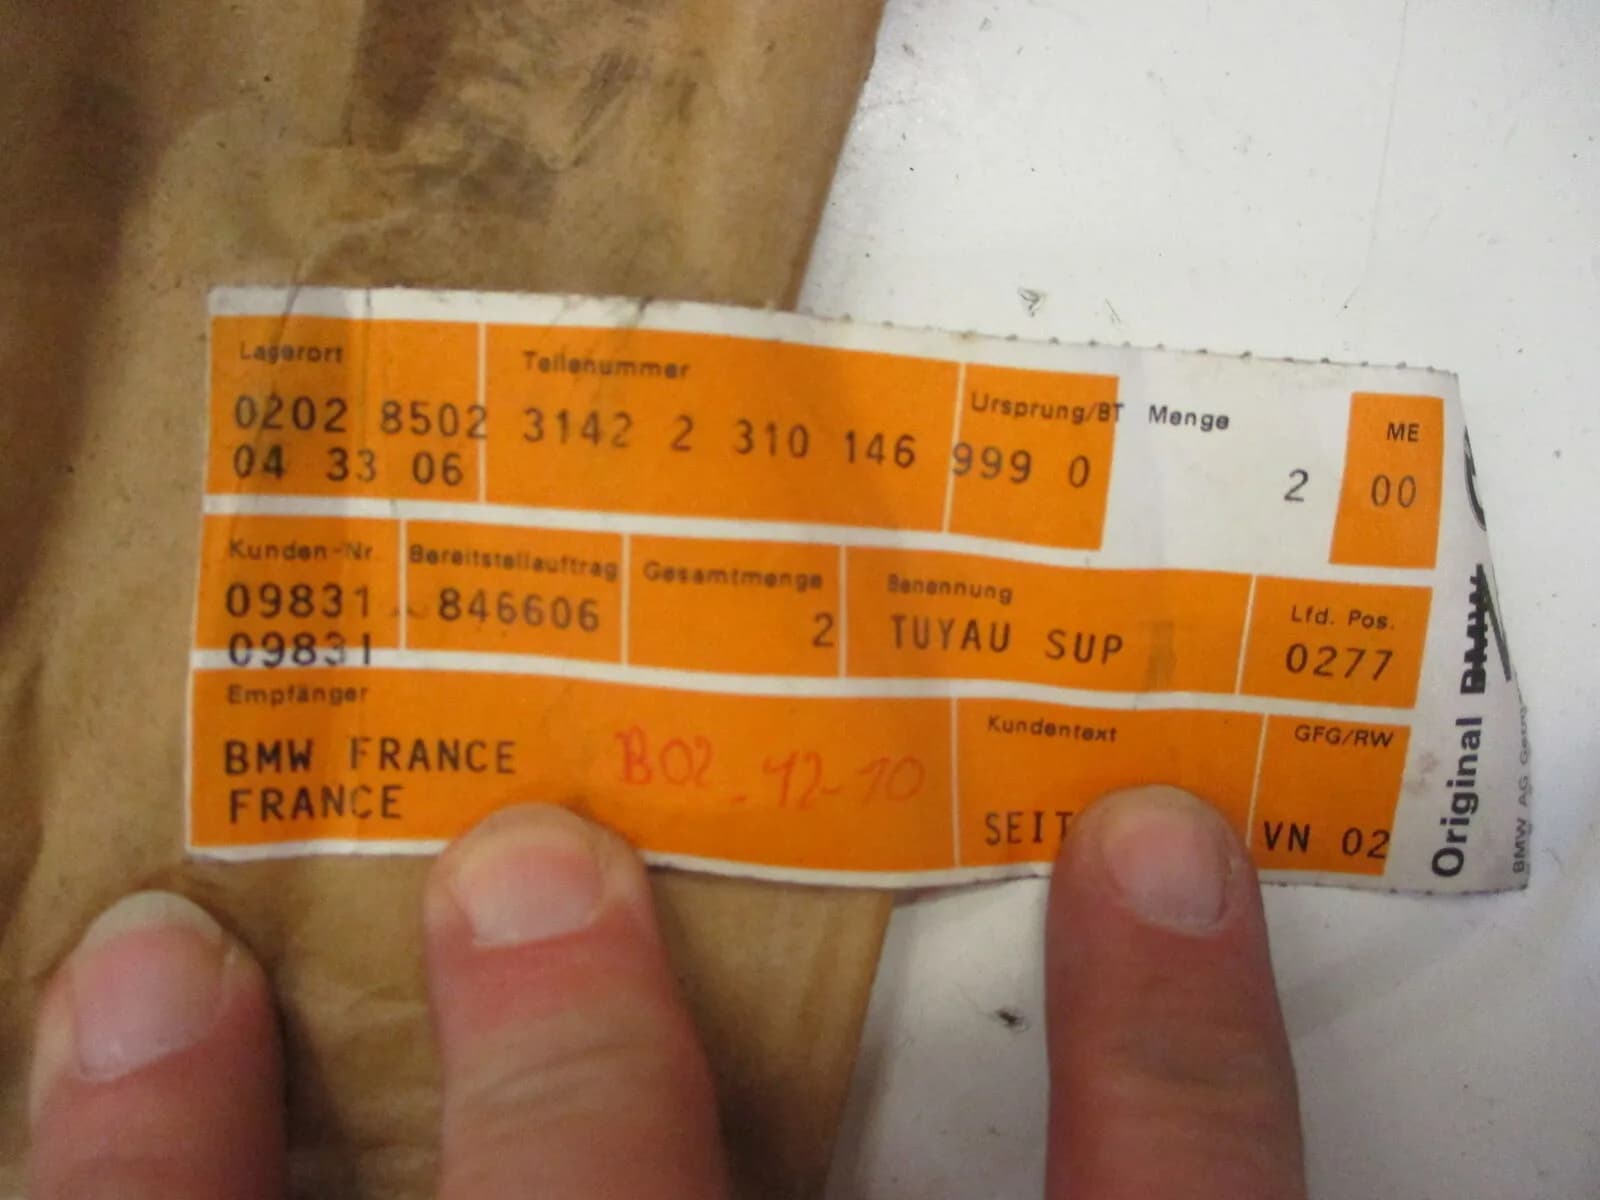 Lagerort
0202 8502
04 33 06
Teilenummer
3142 2 310 146
Ursprung/BT
999 0
Menge
2
ME
00
Kunden-Nr.
09831
09831
Bereitstellauftrag
846606
Gesamtmenge
2
Benennung
TUYAU SUP
Lfd. Pos.
0277
Empfänger
BMW FRANCE
FRANCE
B02 - 12-10
Kundentext
GFG/RW
VN 02
Original BMW
BMW AG